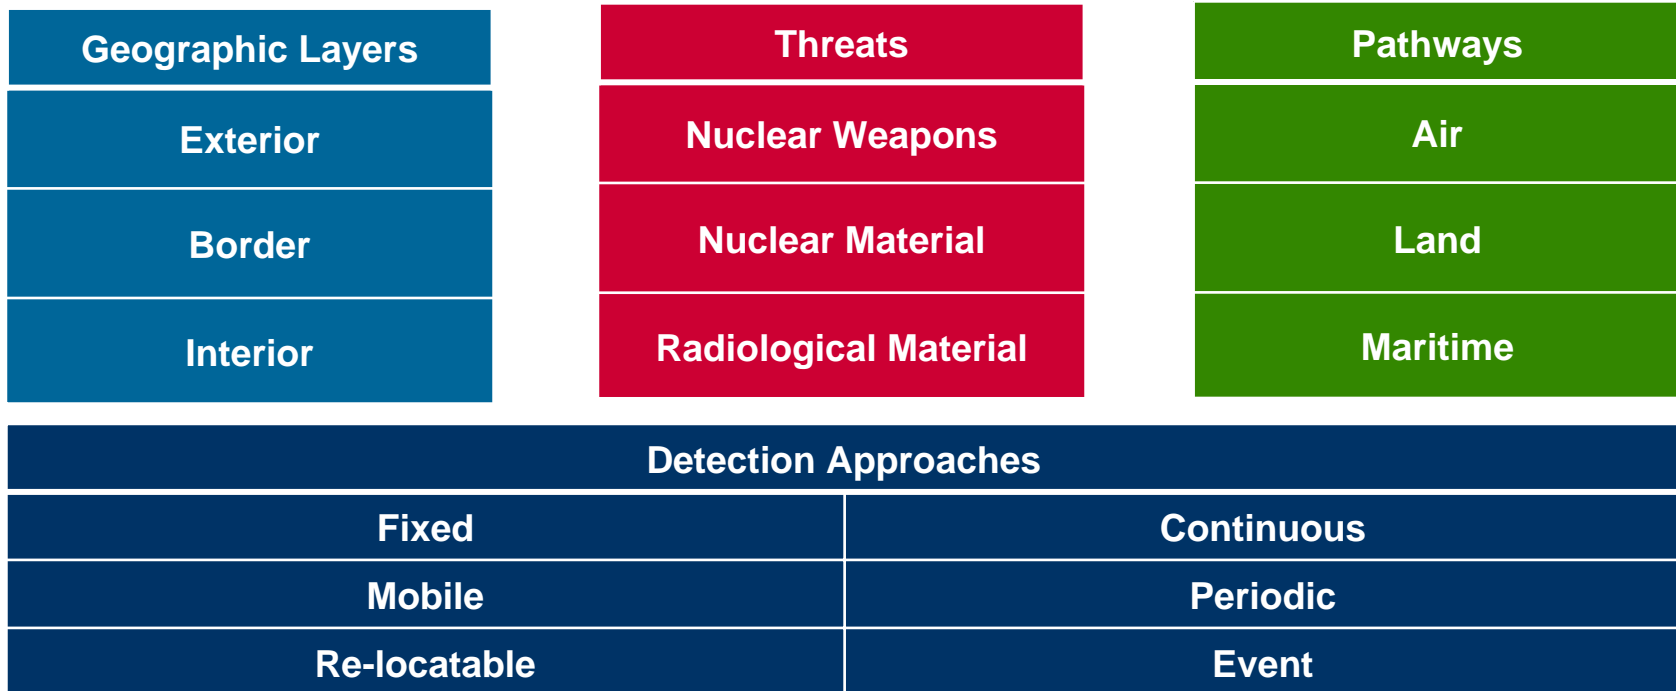 Geographic Layers
Exterior
Border
Interior
Threats
Nuclear Weapons
Nuclear Material
Radiological Material
Pathways
Air
Land
Maritime
Detection Approaches
Fixed
Continuous
Mobile
Periodic
Re-locatable
Event